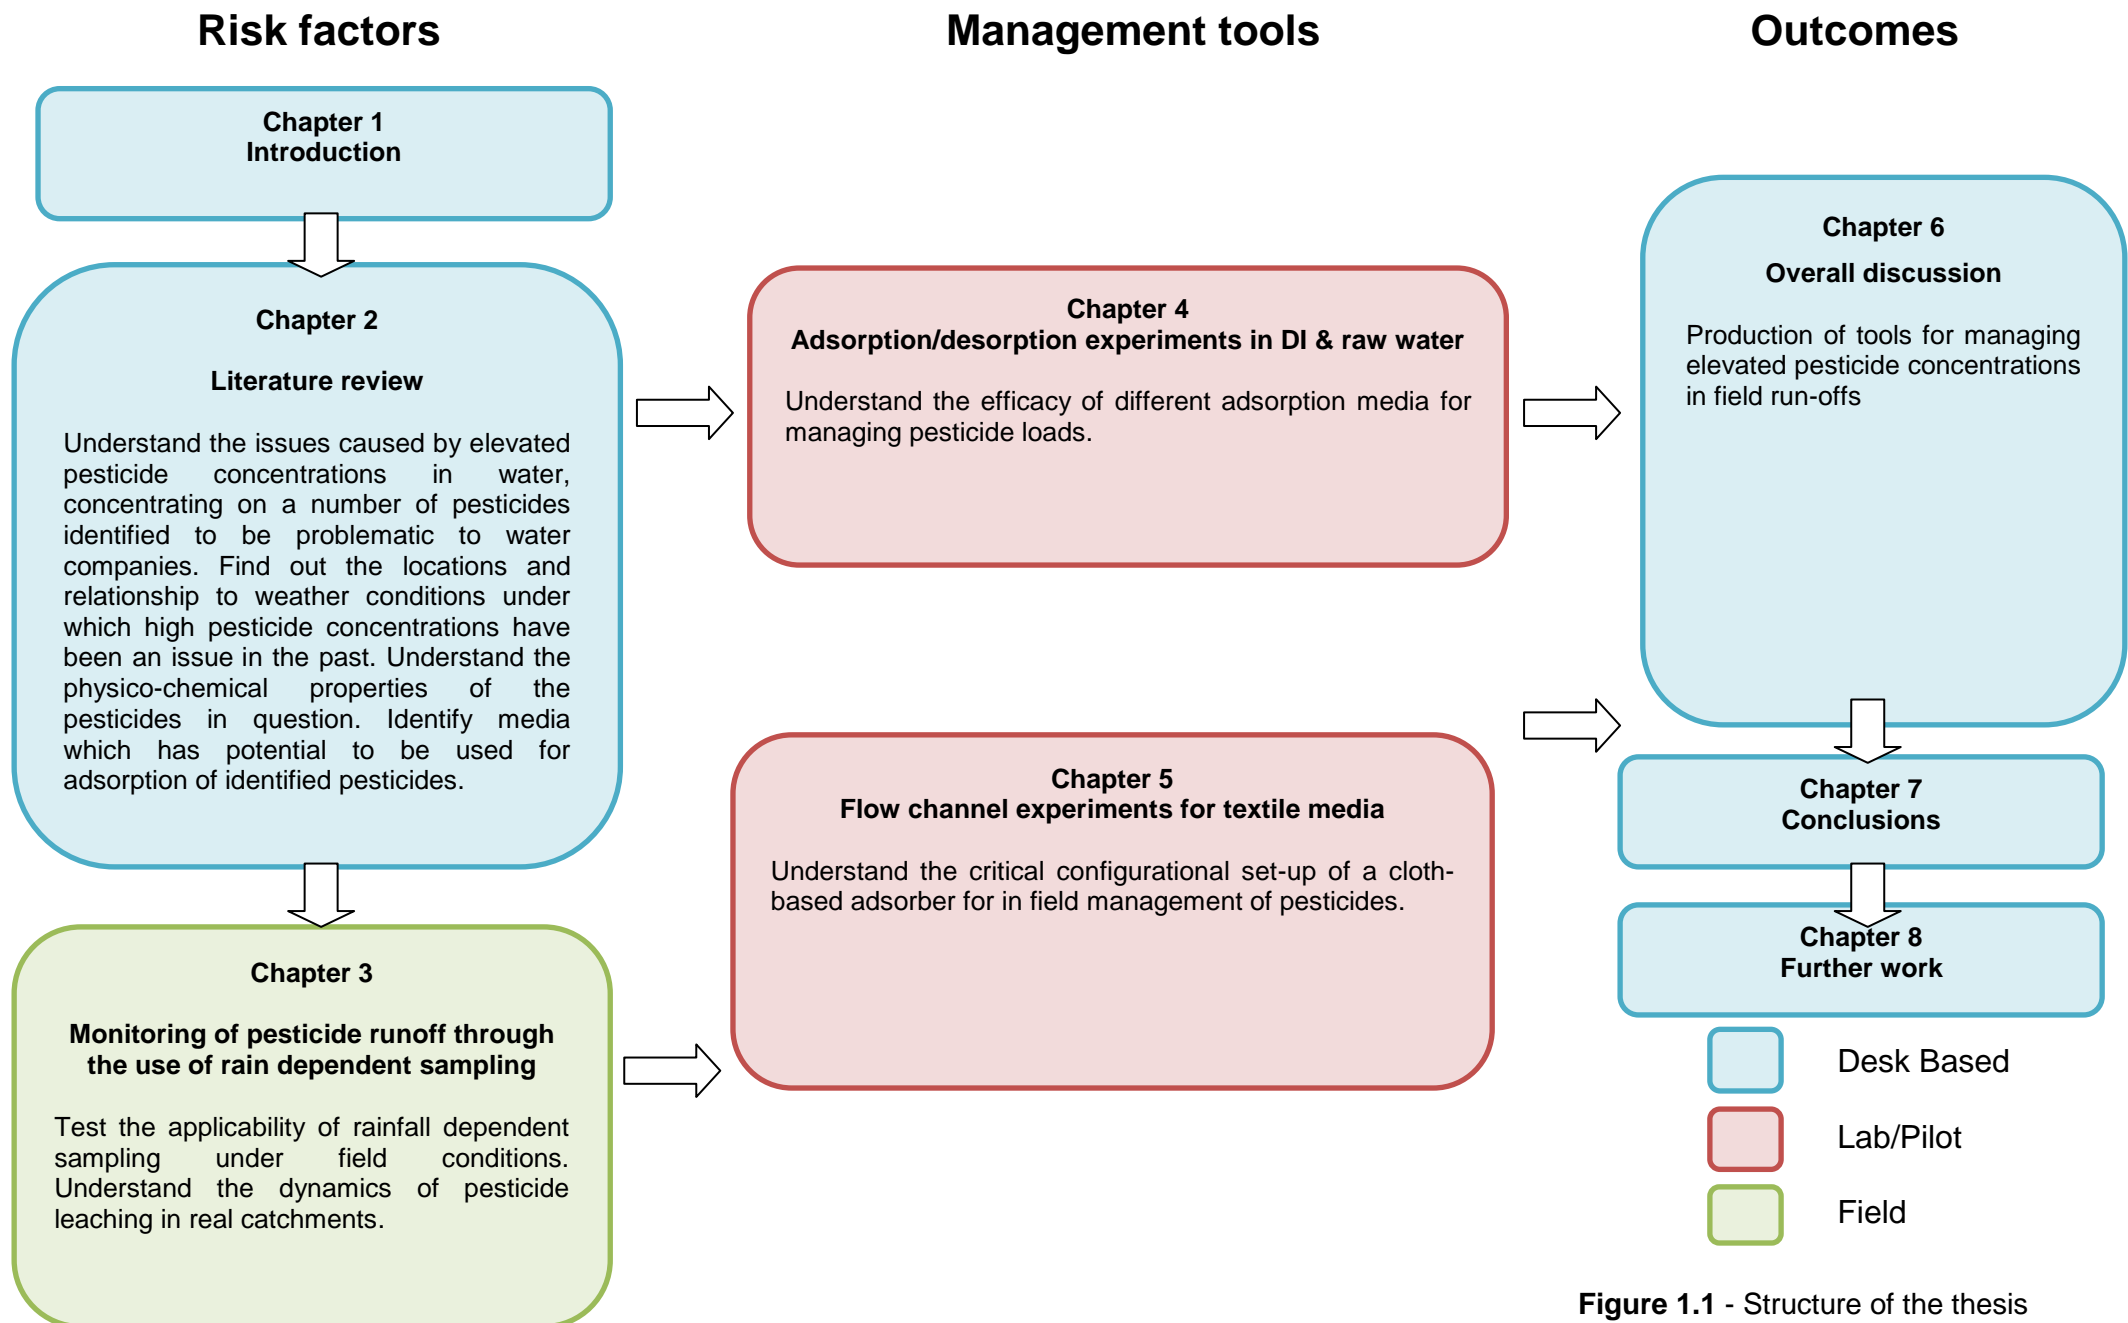 Risk factors
Management tools
Outcomes
Chapter 1
Introduction
Chapter 2
Literature review
Understand the issues caused by elevated
pesticide concentrations in water,
concentrating on a number of pesticides
identified to be problematic to water
companies. Find out the locations and
relationship to weather conditions under
which high pesticide concentrations have
been an issue in the past. Understand the
physico-chemical properties of the
pesticides in question. Identify media
which has potential to be used for
adsorption of identified pesticides.
Chapter 3
Monitoring of pesticide runoff through
the use of rain dependent sampling
Test the applicability of rainfall dependent
sampling under field conditions.
Understand the dynamics of pesticide
leaching in real catchments.
Chapter 4
Adsorption/desorption experiments in DI & raw water
Understand the efficacy of different adsorption media for
managing pesticide loads.
Chapter 5
Flow channel experiments for textile media
Understand the critical configurational set-up of a cloth-
based adsorber for in field management of pesticides.
Chapter 6
Overall discussion
Production of tools for managing
elevated pesticide concentrations
in field run-offs
Chapter 7
Conclusions
Chapter 8
Further work
Desk Based
Lab/Pilot
Field
Figure 1.1 - Structure of the thesis